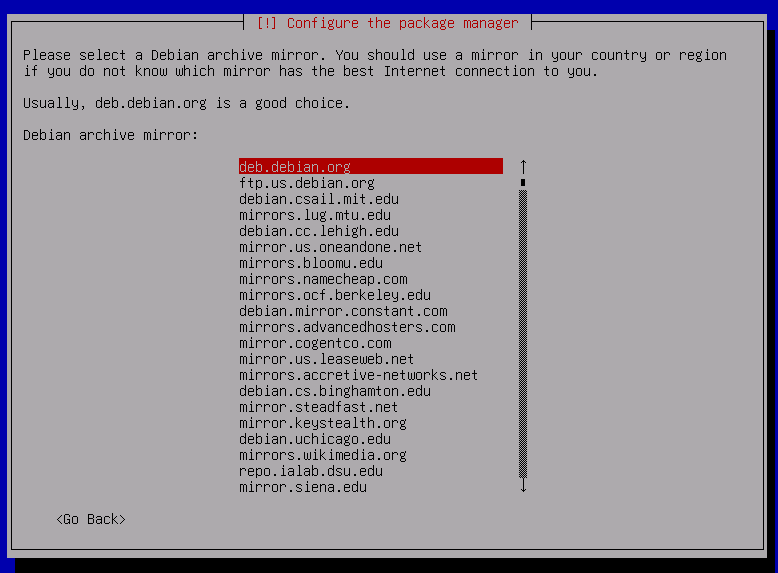 [!] Configure the package manager
Please select a Debian archive mirror. You should use a mirror in your country or region
if you do not know which mirror has the best Internet connection to you.
Usually, deb.debian.org is a good choice.
Debian archive mirror:
deb.debian.org
ftp.us.debian.org
debian.csail.mit.edu
mirrors.lug.mtu.edu
debian.cc.lehigh.edu
mirror.us.oneandone.net
mirrors.bloomu.edu
mirrors.namecheap.com
mirrors.ocf.berkeley.edu
debian.mirror.constant.com
mirrors.advancedhosters.com
mirror.cogentco.com
mirror.us.leaseweb.net
mirrors.accretive-networks.net
debian.cs.binghamton.edu
mirror.steadfast.net
mirror.keystealth.org
debian.uchicago.edu
mirrors.wikimedia.org
repo.ialab.dsu.edu
mirror.siena.edu
<Go Back>